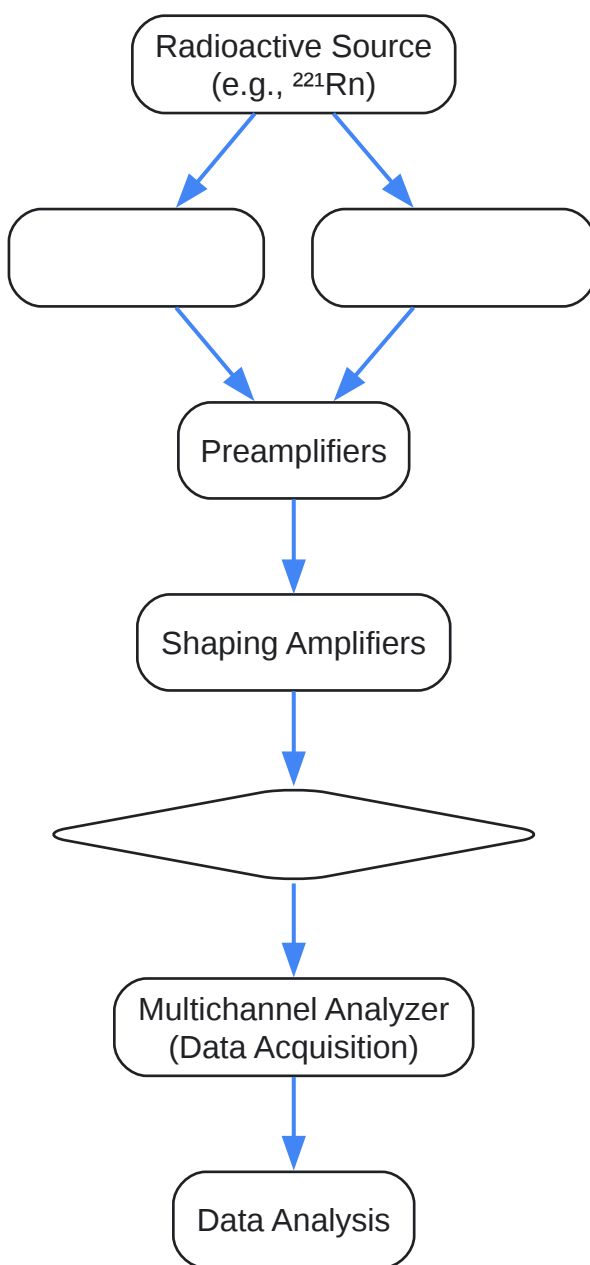 Radioactive Source
(e.g., ²²¹Rn)
Preamplifiers
Shaping Amplifiers
Multichannel Analyzer
(Data Acquisition)
Data Analysis